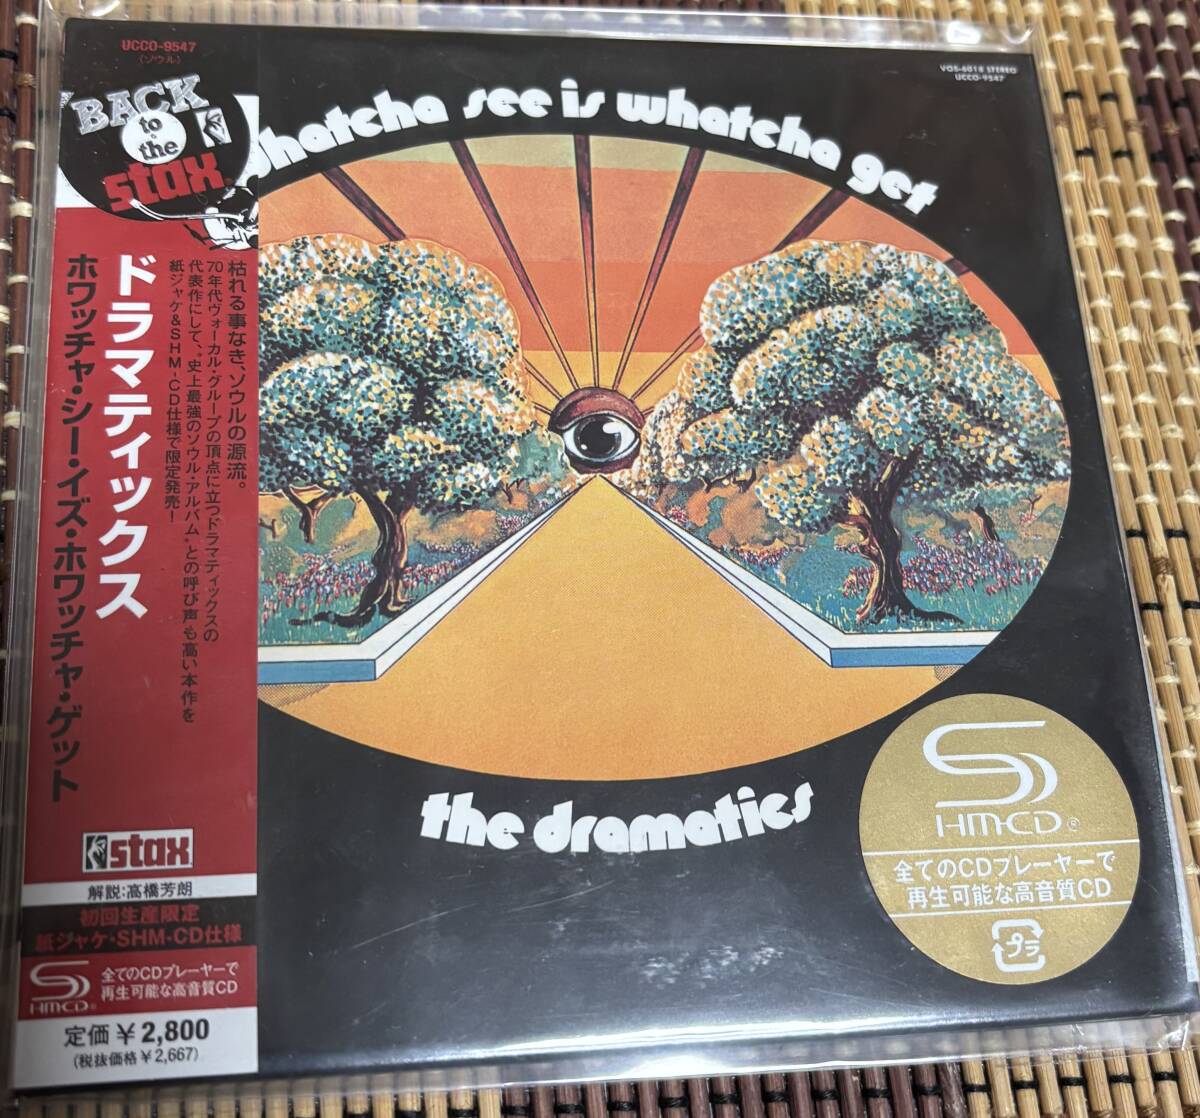 UCCO-9547
(ソウル)
BACK
to・
the
stax.
ドラマティックス
ホワッチャ・シー・イズ・ホワッチャ・ゲット
枯れる事なき、ソウルの源流。
70年代ヴォーカル・グループの頂点に立つドラマティックスの
代表作にして、“史上最強のソウル・アルバム”との呼び声も高い本作を
紙ジャケ&SHM-CD仕様で限定発売!
stax
解説:高橋芳朗
初回生産限定
紙ジャケ・SHM-CD仕様
SHM-CD
全てのCDプレーヤーで
再生可能な高音質CD
定価￥2,800
(税抜価格￥2,667)
VOS-6018 STEREO
UCCO-9547
whatcha see is whatcha get
the dramatics
SHM-CD
全てのCDプレーヤーで
再生可能な高音質CD
プラ